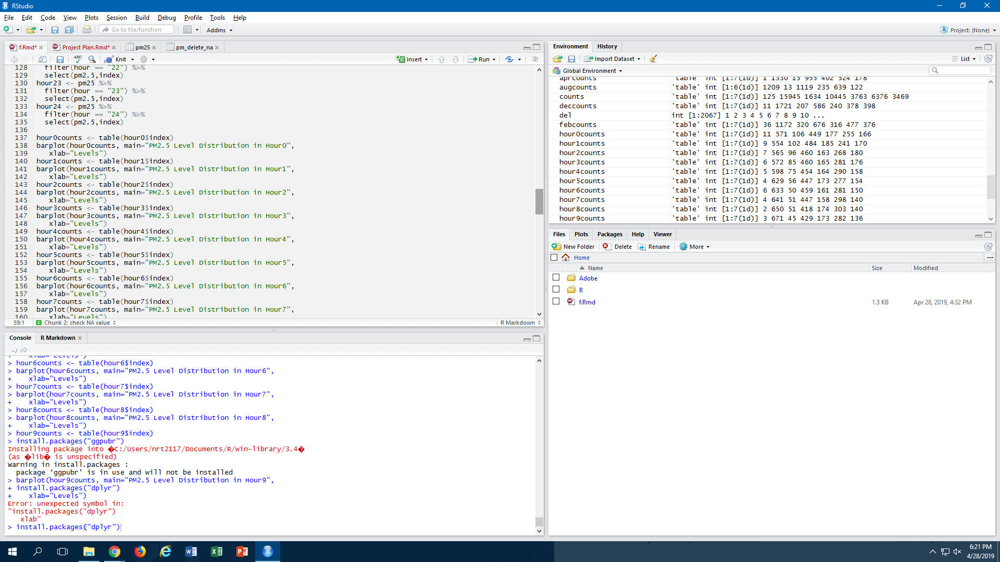 RStudio
File Edit Code View Plots Session Build Debug Profile Tools Help
Go to file/function Addins Project: (None)
f.Rmd* Project Plan.Rmd* pm25 pm_delete_na
ABC Knit Insert Run
128 filter(hour == "22") %>%
129 select(pm2.5,index)
130 hour23 <- pm25 %>%
131 filter(hour == "23") %>%
132 select(pm2.5,index)
133 hour24 <- pm25 %>%
134 filter(hour == "24") %>%
135 select(pm2.5,index)
136
137 hour0counts <- table(hour0$index)
138 barplot(hour0counts, main="PM2.5 Level Distribution in Hour0",
139 xlab="Levels")
140 hour1counts <- table(hour1$index)
141 barplot(hour1counts, main="PM2.5 Level Distribution in Hour1",
142 xlab="Levels")
143 hour2counts <- table(hour2$index)
144 barplot(hour2counts, main="PM2.5 Level Distribution in Hour2",
145 xlab="Levels")
146 hour3counts <- table(hour3$index)
147 barplot(hour3counts, main="PM2.5 Level Distribution in Hour3",
148 xlab="Levels")
149 hour4counts <- table(hour4$index)
150 barplot(hour4counts, main="PM2.5 Level Distribution in Hour4",
151 xlab="Levels")
152 hour5counts <- table(hour5$index)
153 barplot(hour5counts, main="PM2.5 Level Distribution in Hour5",
154 xlab="Levels")
155 hour6counts <- table(hour6$index)
156 barplot(hour6counts, main="PM2.5 Level Distribution in Hour6",
157 xlab="Levels")
158 hour7counts <- table(hour7$index)
159 barplot(hour7counts, main="PM2.5 Level Distribution in Hour7",
160 xlab="Levels")
59:1 Chunk 2: check NA value R Markdown
Console R Markdown
~/
+ xlab="Levels")
> hour6counts <- table(hour6$index)
> barplot(hour6counts, main="PM2.5 Level Distribution in Hour6",
+ xlab="Levels")
> hour7counts <- table(hour7$index)
> barplot(hour7counts, main="PM2.5 Level Distribution in Hour7",
+ xlab="Levels")
> hour8counts <- table(hour8$index)
> barplot(hour8counts, main="PM2.5 Level Distribution in Hour8",
+ xlab="Levels")
> hour9counts <- table(hour9$index)
> install.packages("ggpubr")
Installing package into �C:/Users/nrt2117/Documents/R/win-library/3.4�
(as �lib� is unspecified)
Warning in install.packages :
package ‘ggpubr’ is in use and will not be installed
> barplot(hour9counts, main="PM2.5 Level Distribution in Hour9",
+ install.packages("dplyr")
+ xlab="Levels")
Error: unexpected symbol in:
"install.packages("dplyr")
xlab"
> install.packages("dplyr")
Environment History
Import Dataset List
Global Environment
aprcounts 'table' int [1:7(1d)] 1 1330 15 955 402 524 178
augcounts 'table' int [1:6(1d)] 1209 13 1119 235 639 122
counts 'table' int [1:7(1d)] 125 15945 1634 10445 3763 6376 3469
deccounts 'table' int [1:7(1d)] 11 1721 207 586 240 378 398
del int [1:2067] 1 2 3 4 5 6 7 8 9 10 ...
febcounts 'table' int [1:7(1d)] 36 1172 320 676 316 477 376
hour0counts 'table' int [1:7(1d)] 11 571 106 449 177 255 166
hour1counts 'table' int [1:7(1d)] 9 554 102 484 185 241 170
hour2counts 'table' int [1:7(1d)] 7 565 96 460 163 268 180
hour3counts 'table' int [1:7(1d)] 6 572 85 460 165 281 176
hour4counts 'table' int [1:7(1d)] 5 598 75 454 164 290 158
hour5counts 'table' int [1:7(1d)] 4 629 56 447 173 277 154
hour6counts 'table' int [1:7(1d)] 6 633 50 459 161 281 150
hour7counts 'table' int [1:7(1d)] 4 641 51 447 158 298 140
hour8counts 'table' int [1:7(1d)] 2 650 51 418 174 303 140
hour9counts 'table' int [1:7(1d)] 3 671 45 429 173 282 136
Files Plots Packages Help Viewer
New Folder Delete Rename More
Home ...
Name Size Modified
Adobe
R
f.Rmd 1.3 KB Apr 28, 2019, 4:32 PM
6:21 PM
4/28/2019